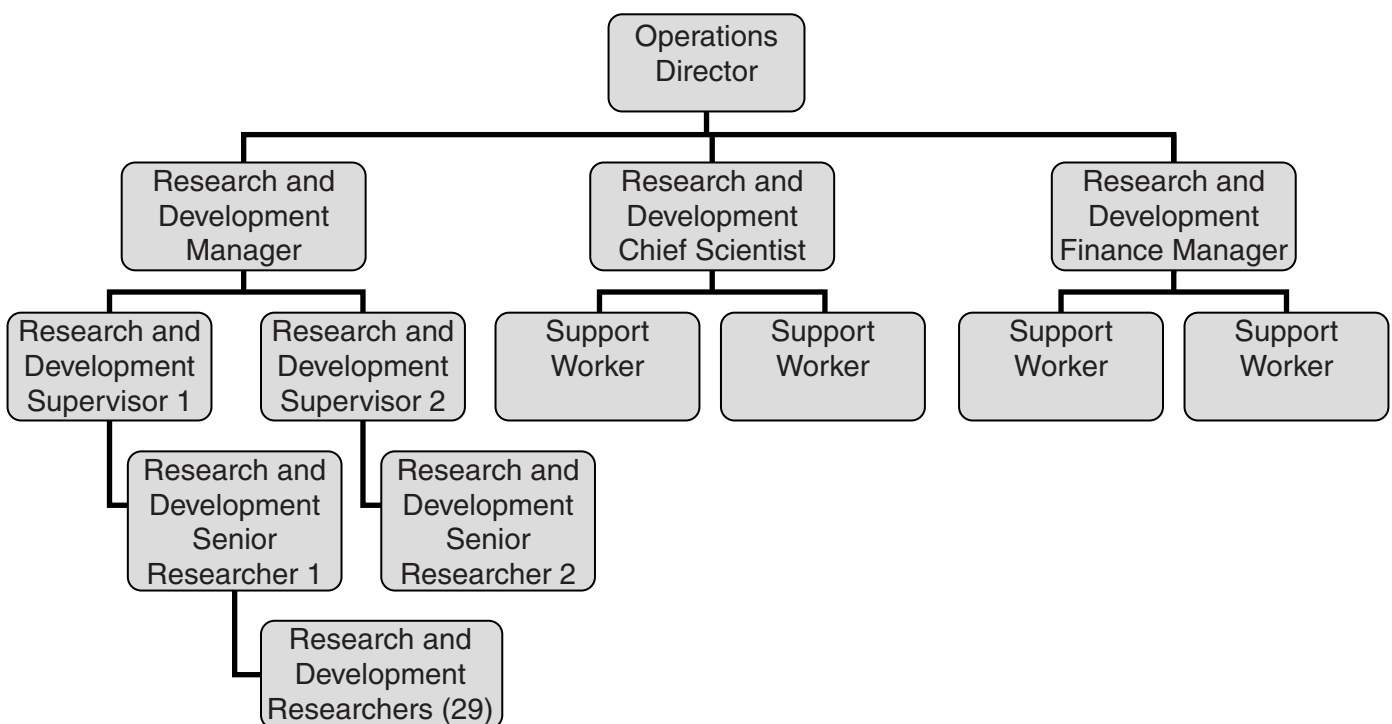 Operations
Director
Research and
Development
Manager
Research and
Development
Chief Scientist
Research and
Development
Finance Manager
Research and
Development
Supervisor 1
Research and
Development
Supervisor 2
Support
Worker
Support
Worker
Support
Worker
Support
Worker
Research and
Development
Senior
Researcher 1
Research and
Development
Senior
Researcher 2
Research and
Development
Researchers (29)